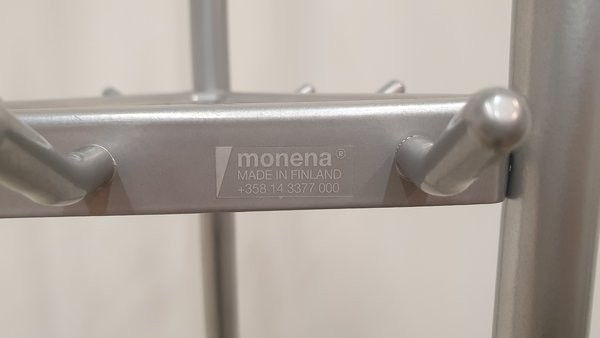 monena®
MADE IN FINLAND
+358 14 3377 000